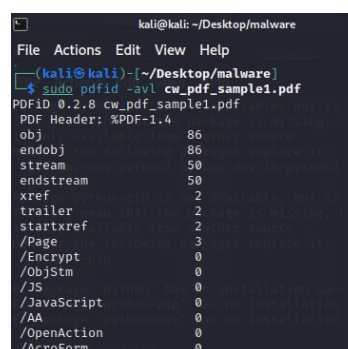 kali@kali: ~/Desktop/malware
File Actions Edit View Help
(kali㉿kali)-[~/Desktop/malware]
$ sudo pdfid -avl cw_pdf_sample1.pdf
PDFiD 0.2.8 cw_pdf_sample1.pdf
PDF Header: %PDF-1.4
obj 86
endobj 86
stream 50
endstream 50
xref 2
trailer 2
startxref 2
/Page 3
/Encrypt 0
/ObjStm 0
/JS 0
/JavaScript 0
/AA 0
/OpenAction 0
/AcroForm 0